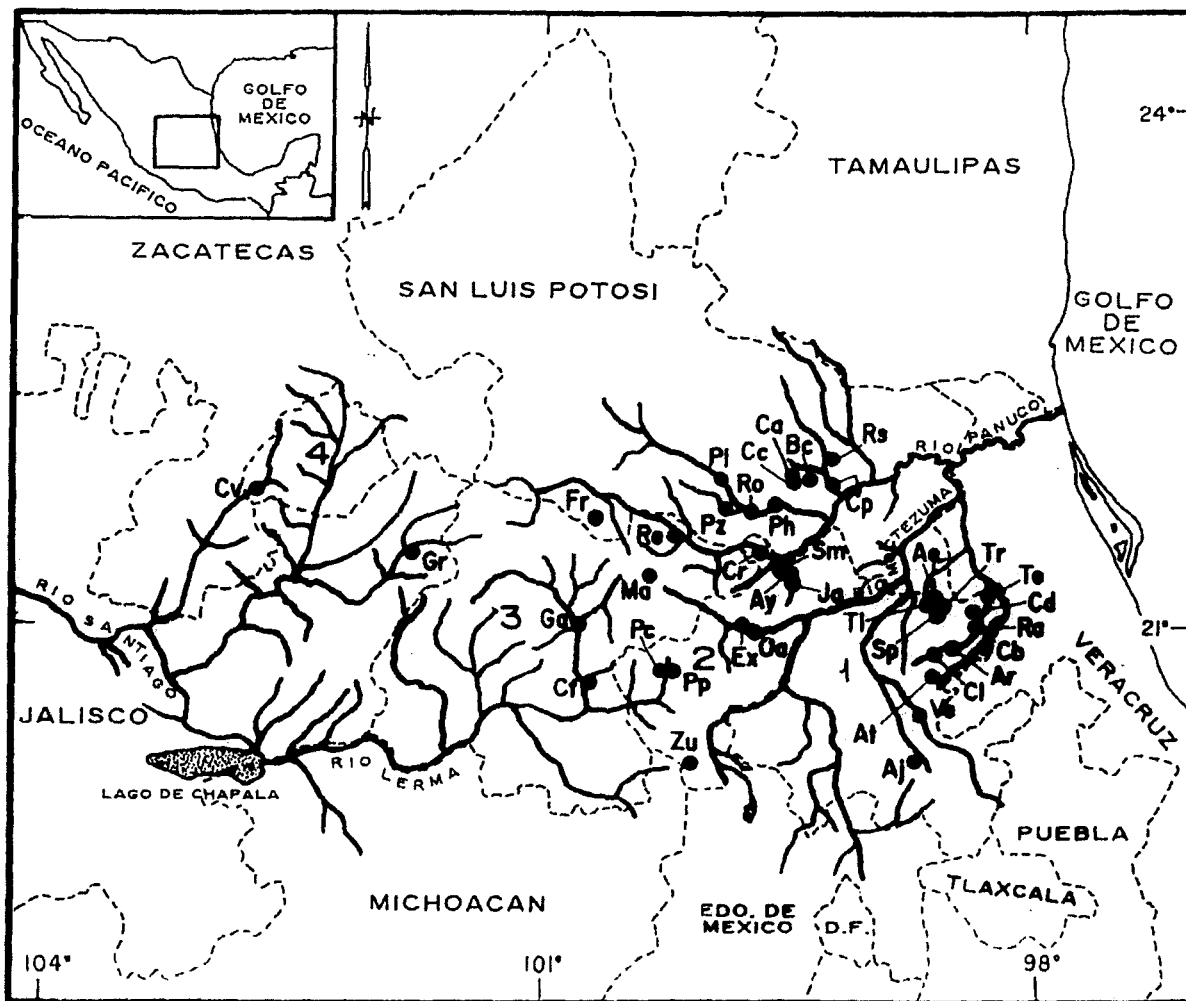 GOLFO
DE
MEXICO
OCEANO PACIFICO
24°
TAMAULIPAS
ZACATECAS
SAN LUIS POTOSI
GOLFO
DE
MEXICO
Ca
Bc
Cc
Rs
RIO PANUCO
4
Cv
Pi
Ro
Cp
Fr
Pz
Ph
Re
Gr
Cr
Sm
Ma
Ay
Ja
Tr
Te
Cd
Tl
3
Ga
Ra
21°
RIO SANTIAGO
Pc
2
Ex
Oa
Sp
Cb
1
Ar
Cf
Pp
Cl
VERACRUZ
JALISCO
At
Zu
Aj
RIO LERMA
LAGO DE CHAPALA
PUEBLA
TLAXCALA
MICHOACAN
EDO. DE
MEXICO
D.F.
104°
101°
98°